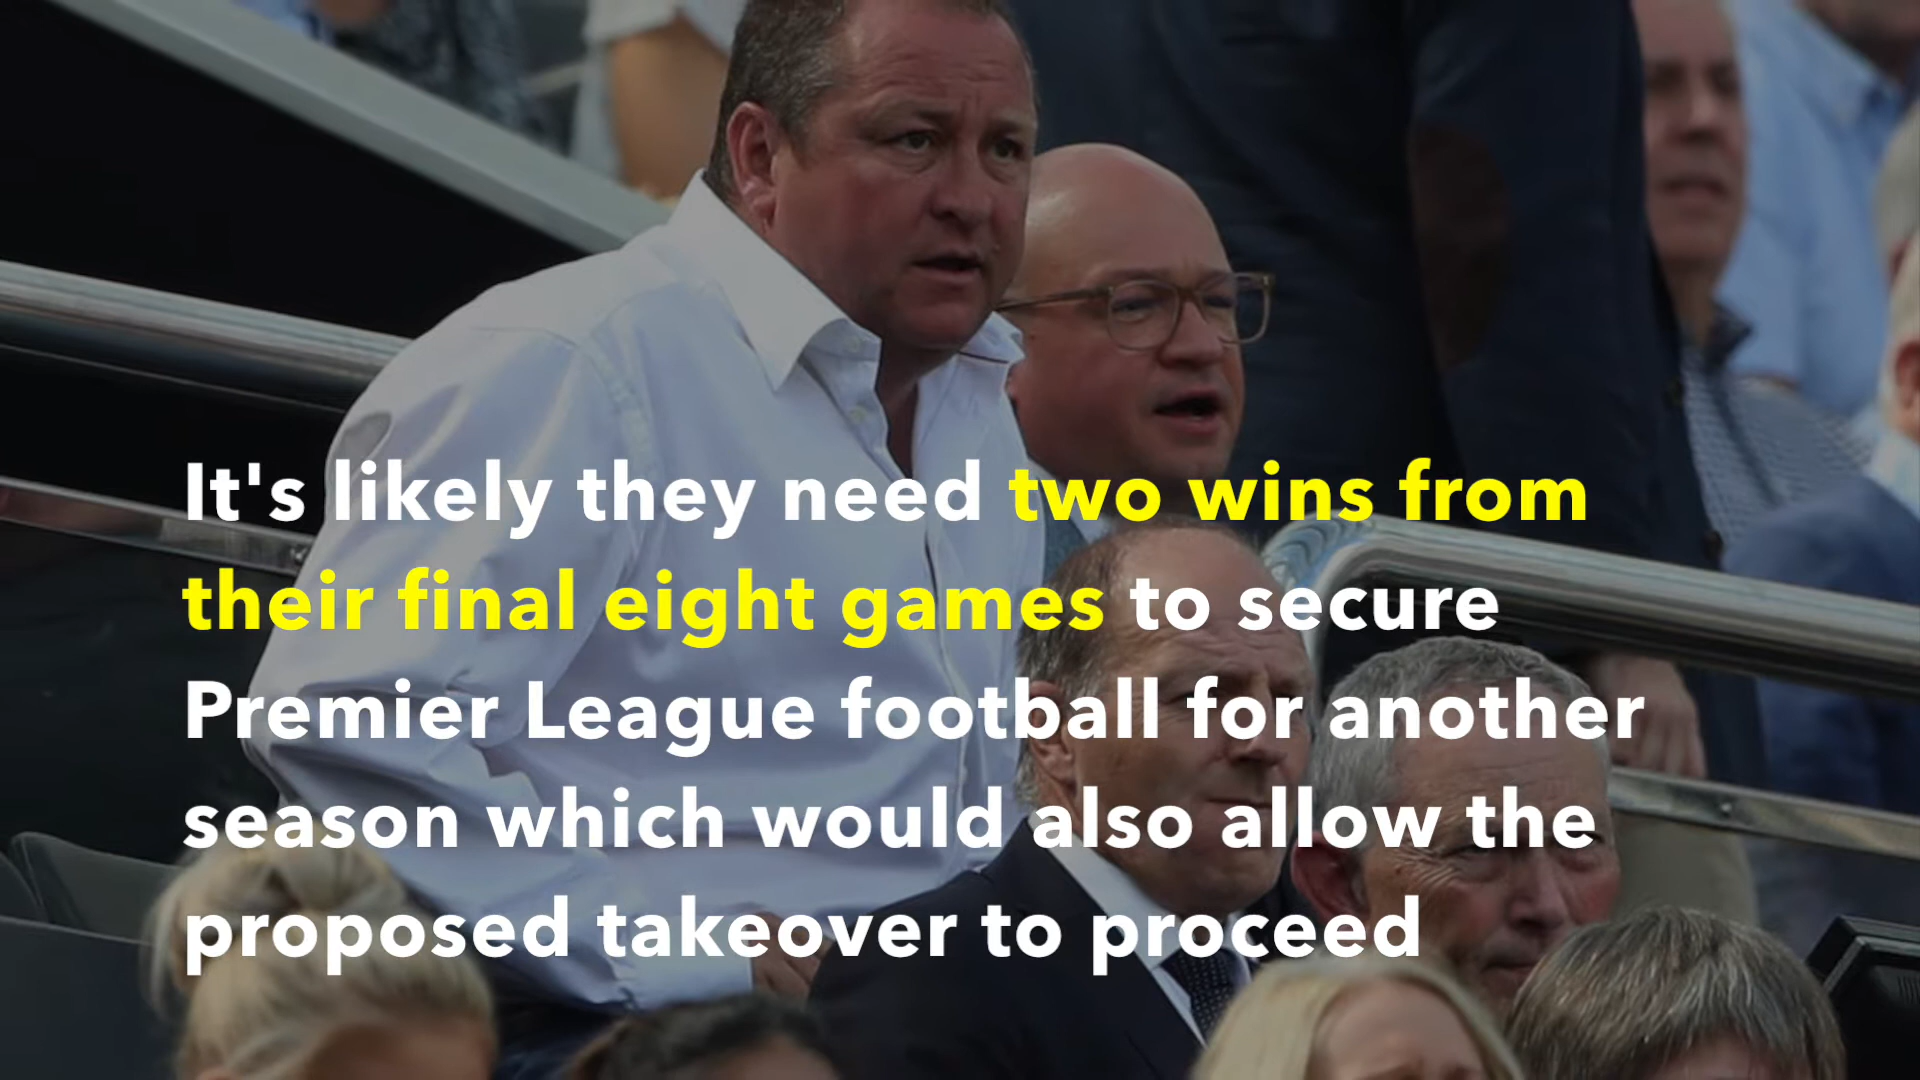 It's likely they need two wins from
their final eight games to secure
Premier League football for another
season which would also allow the
proposed takeover to proceed